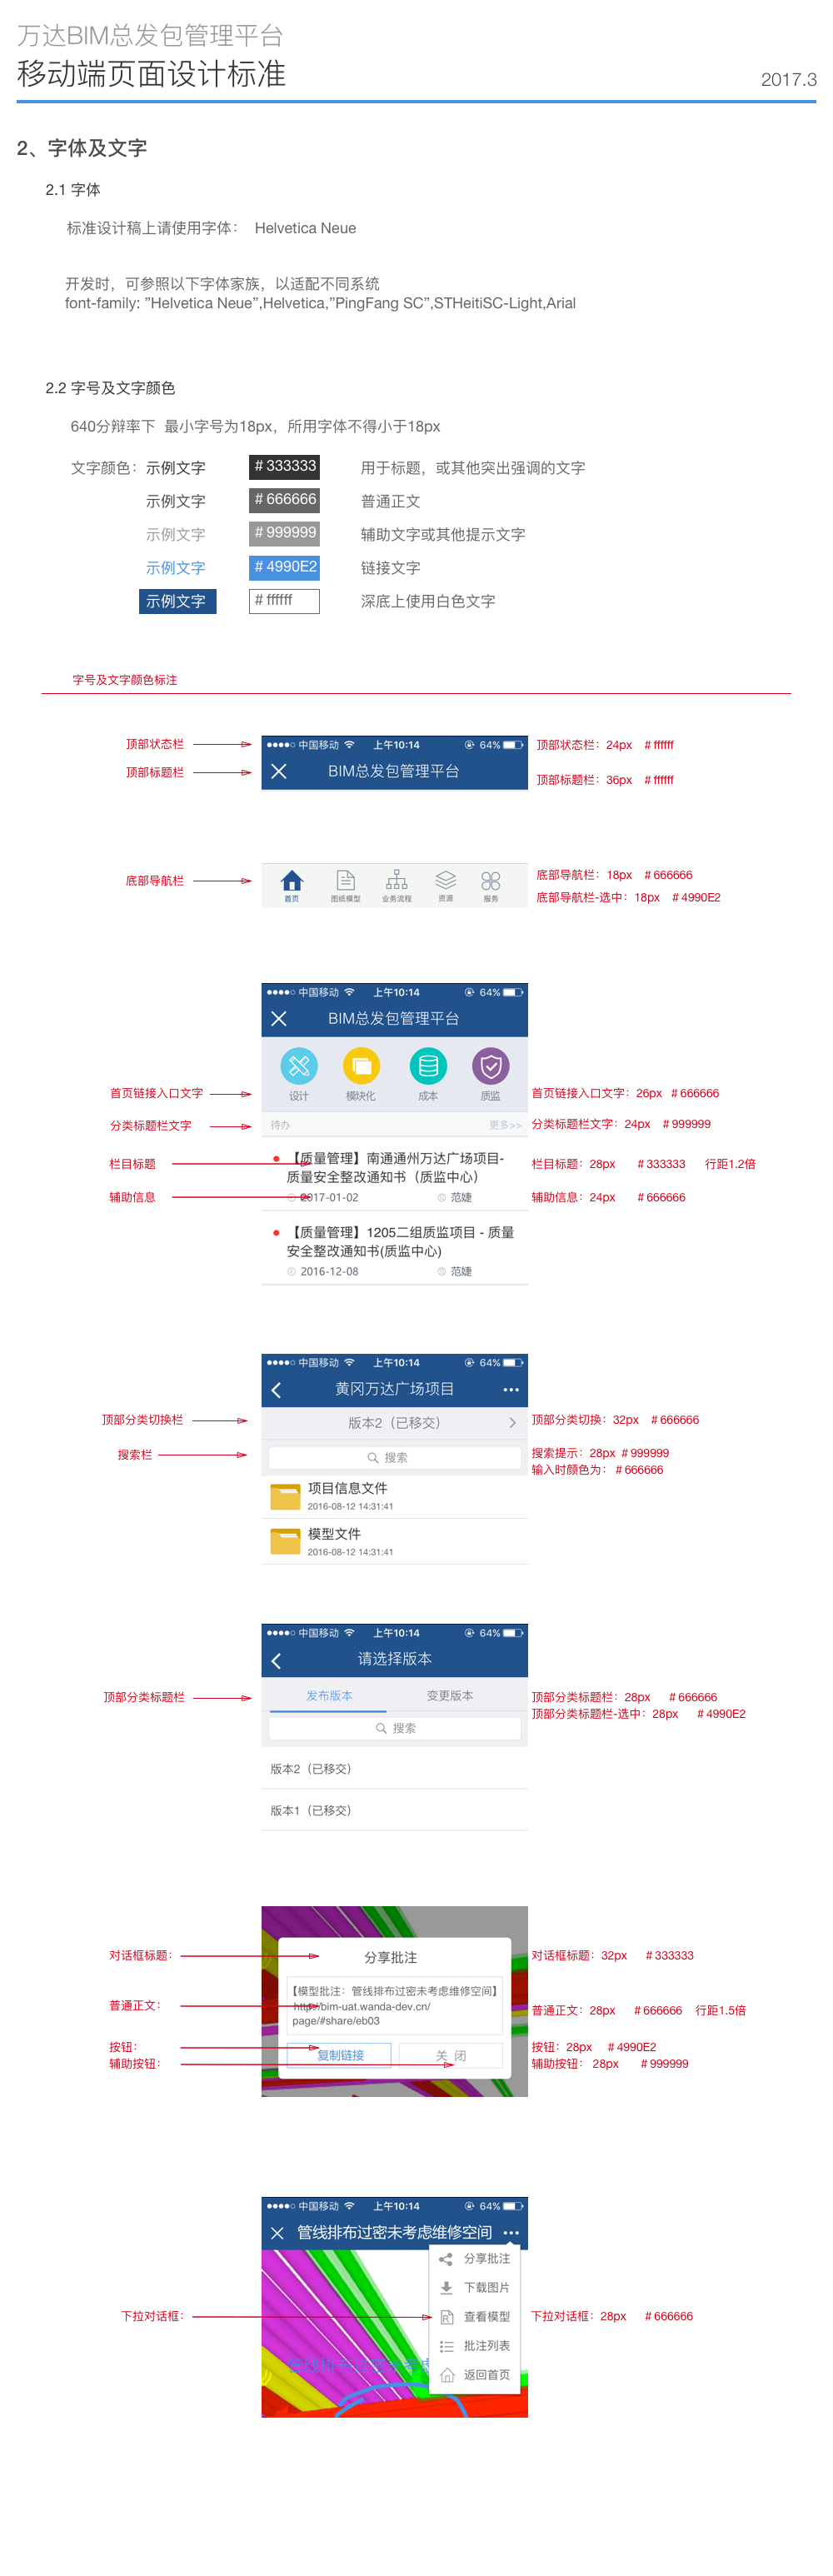 万达BIM总发包管理平台
移动端页面设计标准 2017.3
2、字体及文字
2.1 字体
标准设计稿上请使用字体： Helvetica Neue
开发时，可参照以下字体家族，以适配不同系统
font-family: ”Helvetica Neue”,Helvetica,”PingFang SC”,STHeitiSC-Light,Arial
2.2 字号及文字颜色
640分辩率下 最小字号为18px，所用字体不得小于18px
文字颜色：示例文字 # 333333 用于标题，或其他突出强调的文字
示例文字 # 666666 普通正文
示例文字 # 999999 辅助文字或其他提示文字
示例文字 # 4990E2 链接文字
示例文字 # ffffff 深底上使用白色文字
字号及文字颜色标注
顶部状态栏 中国移动 上午10:14 64% 顶部状态栏：24px # ffffff
顶部标题栏 BIM总发包管理平台 顶部标题栏：36px # ffffff
底部导航栏 首页 图纸模型 业务流程 资源 服务 底部导航栏：18px # 666666
底部导航栏-选中：18px # 4990E2
中国移动 上午10:14 64%
BIM总发包管理平台
首页链接入口文字 设计 模块化 成本 质监 首页链接入口文字：26px # 666666
分类标题栏文字 待办 更多>> 分类标题栏文字：24px # 999999
栏目标题 【质量管理】南通通州万达广场项目- 栏目标题：28px # 333333 行距1.2倍
质量安全整改通知书（质监中心）
辅助信息 2017-01-02 范婕 辅助信息：24px # 666666
【质量管理】1205二组质监项目 - 质量
安全整改通知书(质监中心)
2016-12-08 范婕
中国移动 上午10:14 64%
黄冈万达广场项目
顶部分类切换栏 版本2（已移交） 顶部分类切换：32px # 666666
搜索栏 搜索 搜索提示：28px # 999999
输入时颜色为： # 666666
项目信息文件
2016-08-12 14:31:41
模型文件
2016-08-12 14:31:41
中国移动 上午10:14 64%
请选择版本
顶部分类标题栏 发布版本 变更版本 顶部分类标题栏：28px # 666666
顶部分类标题栏-选中：28px # 4990E2
搜索
版本2（已移交）
版本1（已移交）
对话框标题： 分享批注 对话框标题：32px # 333333
【模型批注：管线排布过密未考虑维修空间】
普通正文： http://bim-uat.wanda-dev.cn/ 普通正文：28px # 666666 行距1.5倍
page/#share/eb03
按钮： 复制链接 关 闭 按钮：28px # 4990E2
辅助按钮： 辅助按钮： 28px # 999999
中国移动 上午10:14 64%
管线排布过密未考虑维修空间
分享批注
下载图片
下拉对话框： 查看模型 下拉对话框：28px # 666666
批注列表
管线排布过密未考虑
返回首页